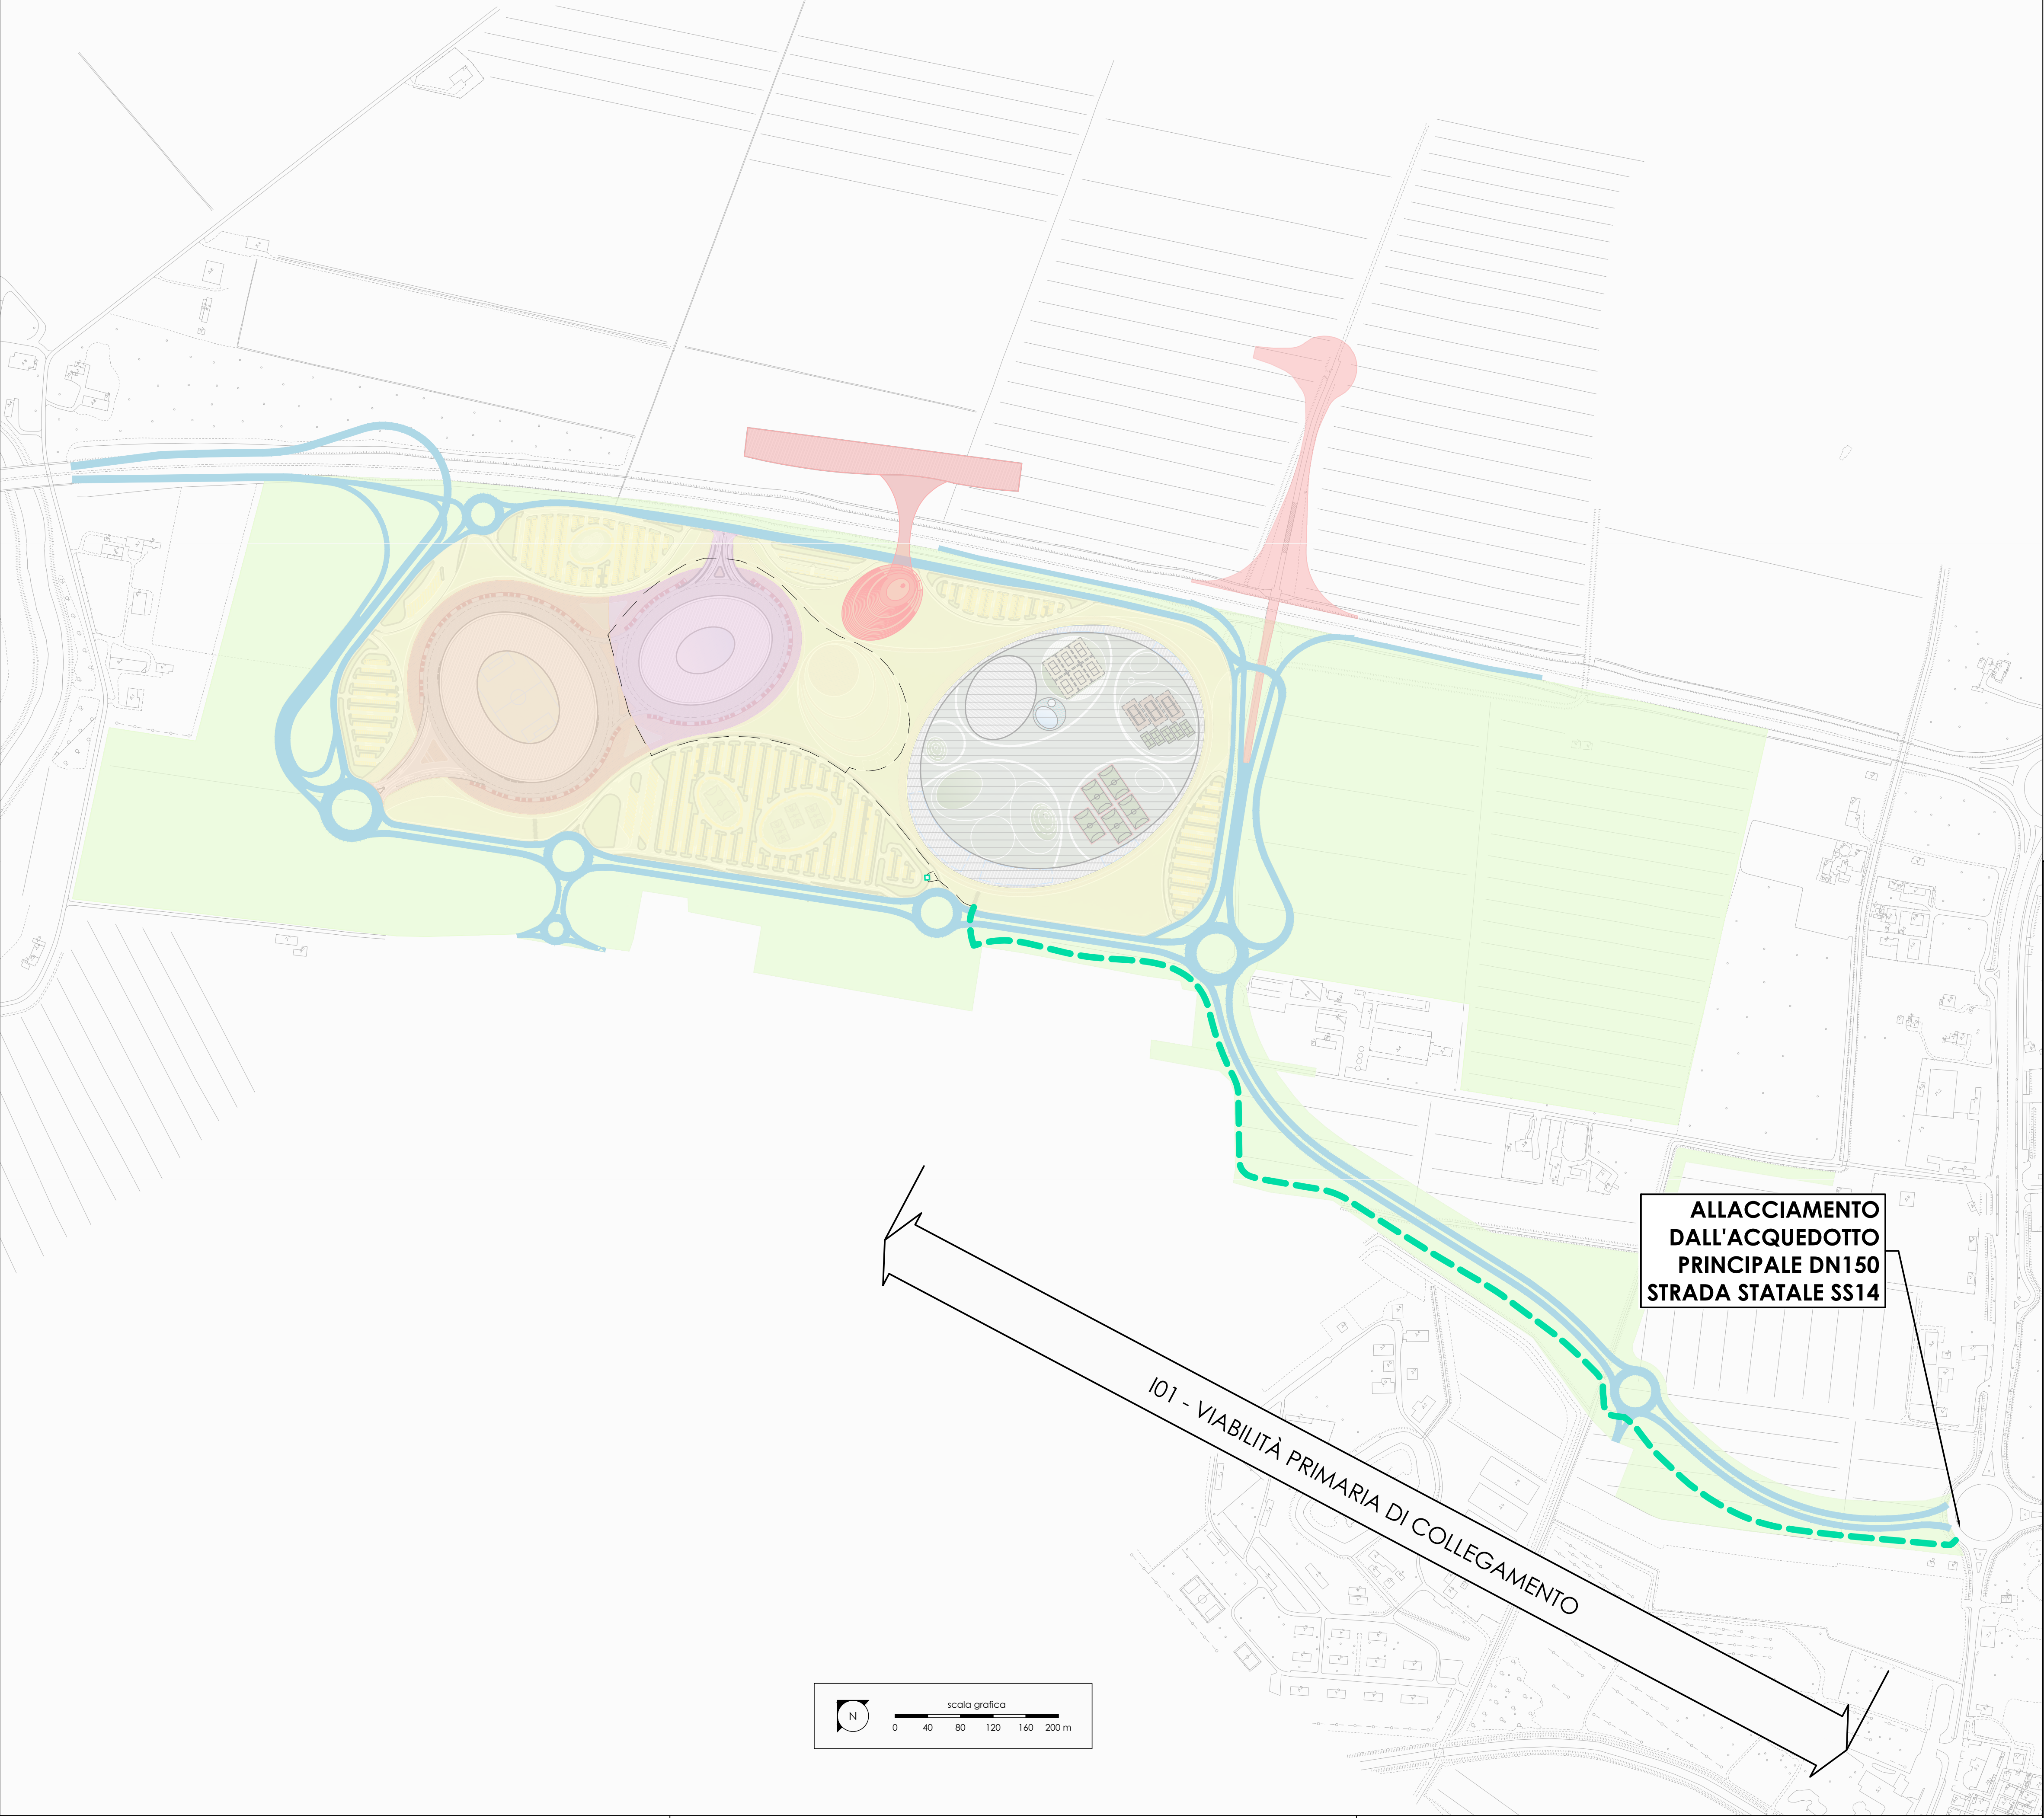 ALLACCIAMENTO
DALL'ACQUEDOTTO
PRINCIPALE DN150
STRADA STATALE SS14
I01 - VIABILITÀ PRIMARIA DI COLLEGAMENTO
N
scala grafica
0 40 80 120 160 200 m